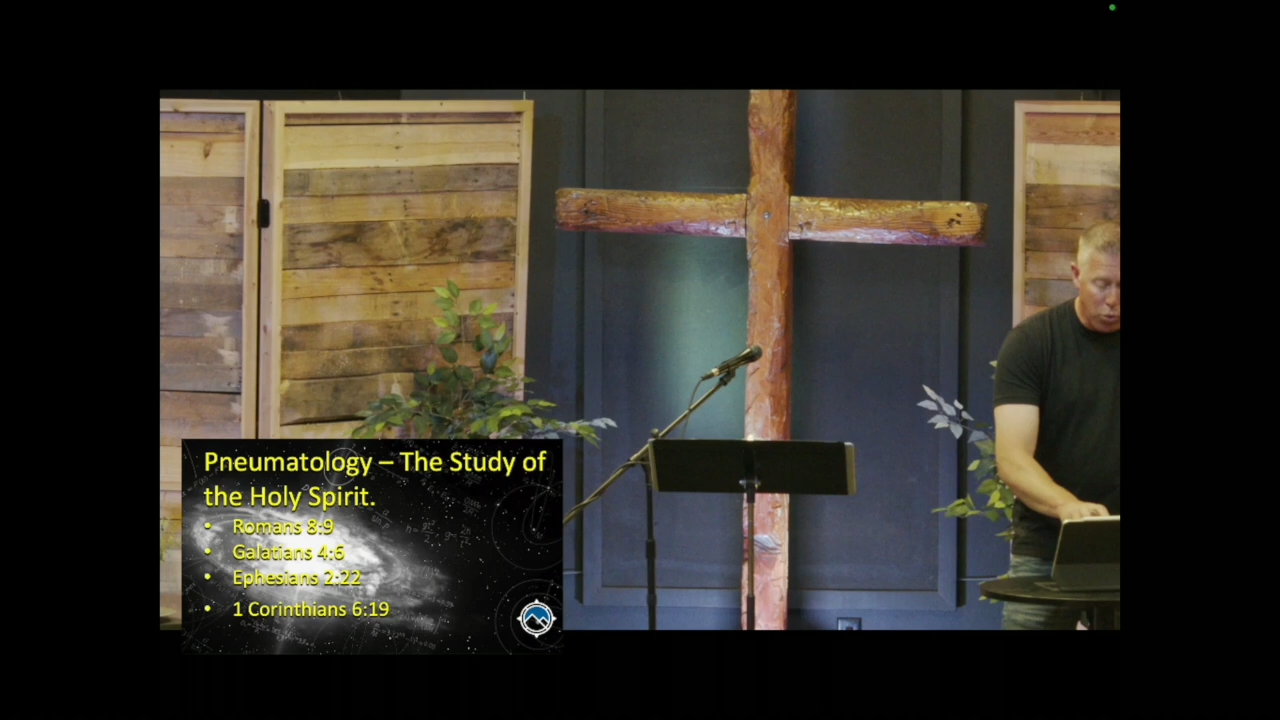 Pneumatology – The Study of
the Holy Spirit.
• Romans 8:9
• Galatians 4:6
• Ephesians 2:22
• 1 Corinthians 6:19